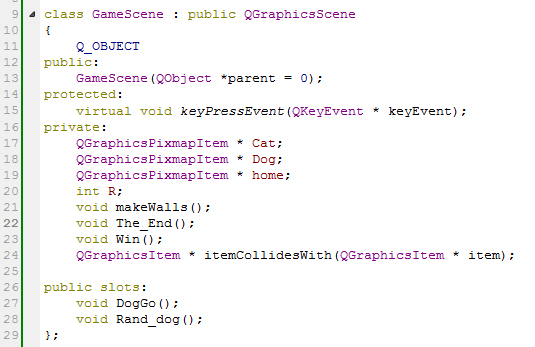 9 class GameScene : public QGraphicsScene
10 {
11     Q_OBJECT
12 public:
13     GameScene(QObject *parent = 0);
14 protected:
15     virtual void keyPressEvent(QKeyEvent * keyEvent);
16 private:
17     QGraphicsPixmapItem * Cat;
18     QGraphicsPixmapItem * Dog;
19     QGraphicsPixmapItem * home;
20     int R;
21     void makeWalls();
22     void The_End();
23     void Win();
24     QGraphicsItem * itemCollidesWith(QGraphicsItem * item);
25
26 public slots:
27     void DogGo();
28     void Rand_dog();
29 };